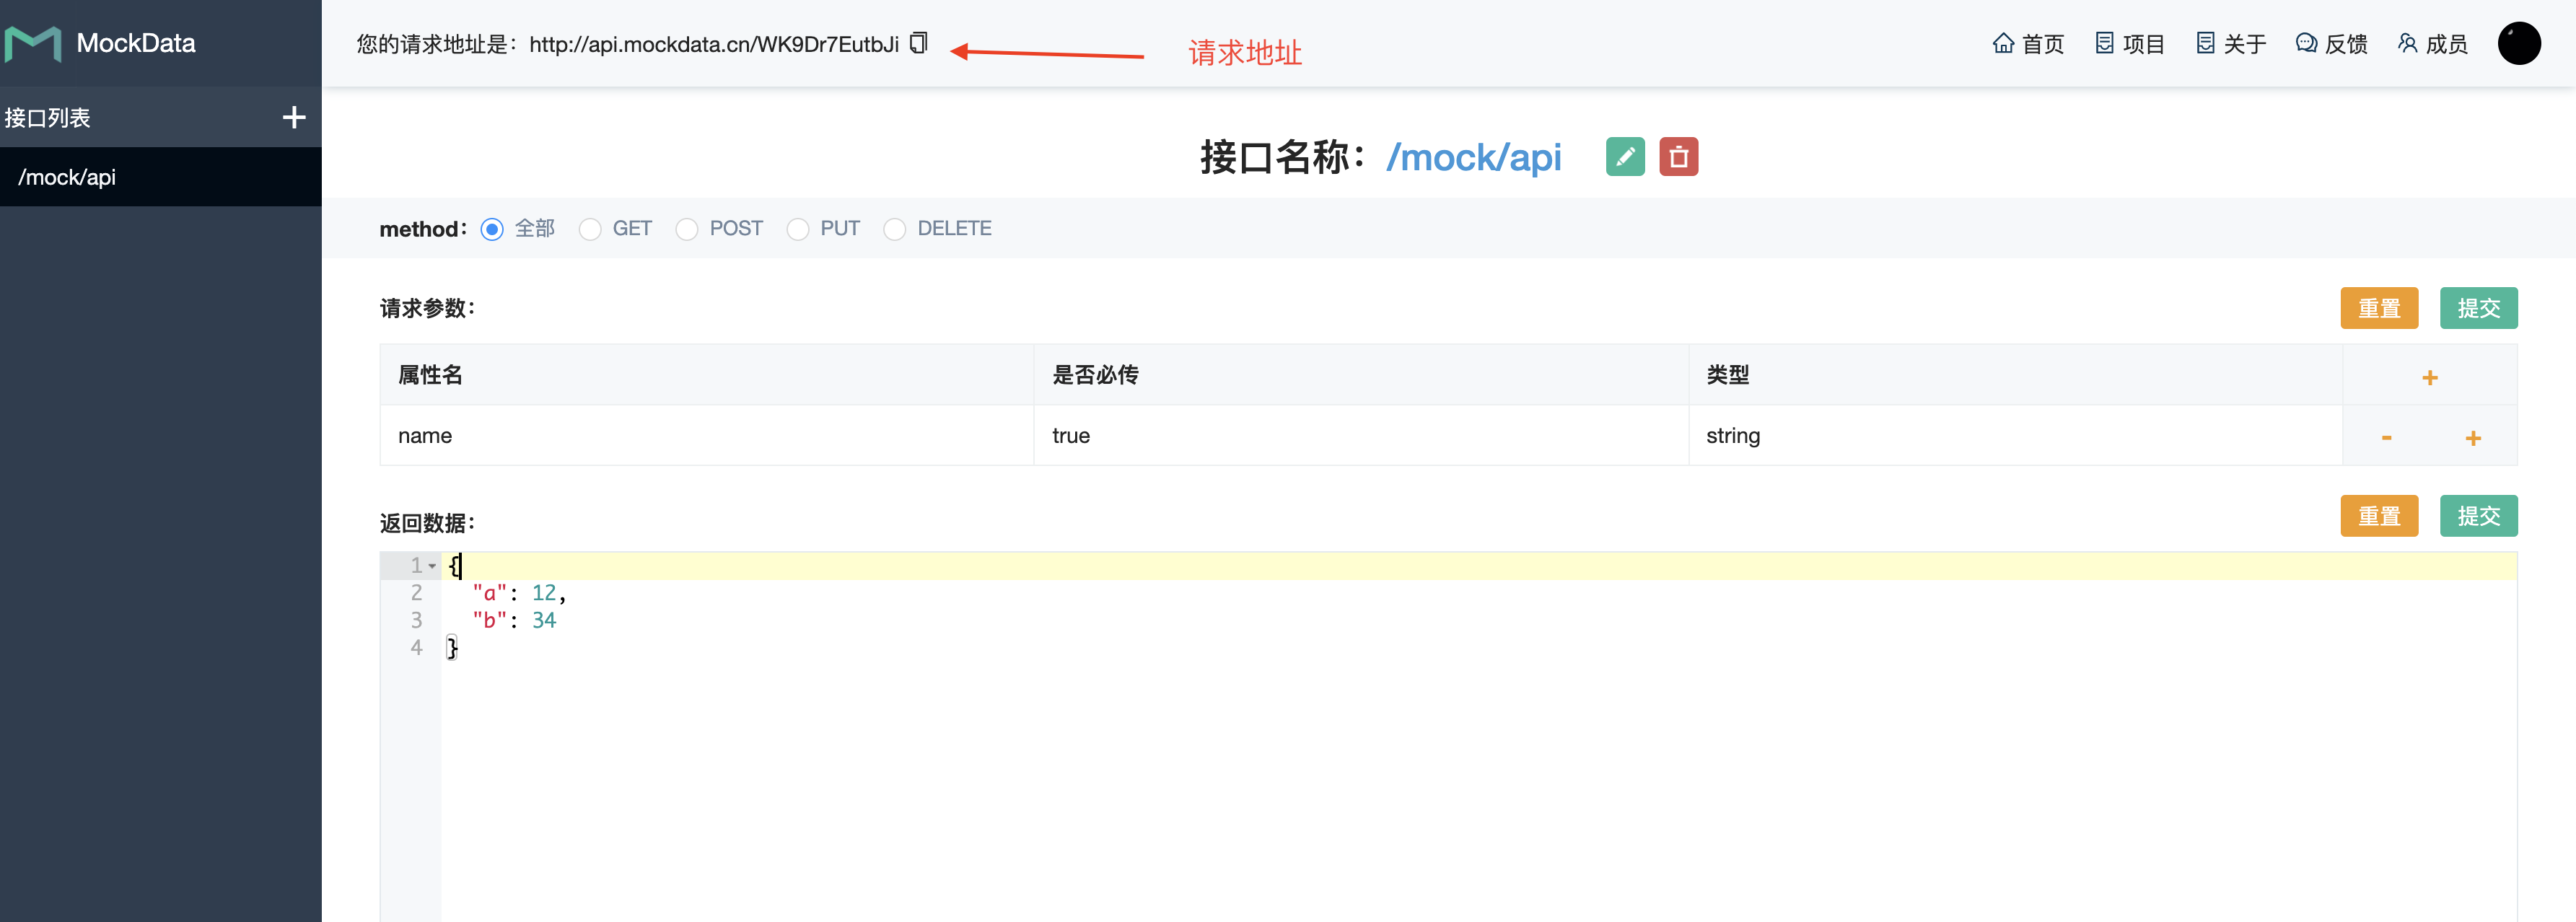 MockData
您的请求地址是：http://api.mockdata.cn/WK9Dr7EutbJi
请求地址
首页 项目 关于 反馈 成员
接口列表 +
/mock/api
接口名称：/mock/api
method： 全部 GET POST PUT DELETE
请求参数：
重置 提交
属性名 是否必传 类型 +
name true string - +
返回数据：
重置 提交
1 {
2 "a": 12,
3 "b": 34
4 }